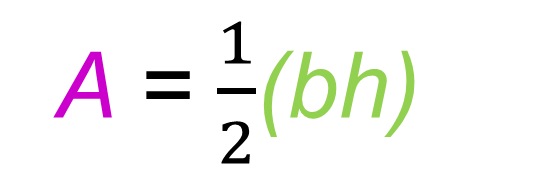 A = 1/2 (bh)